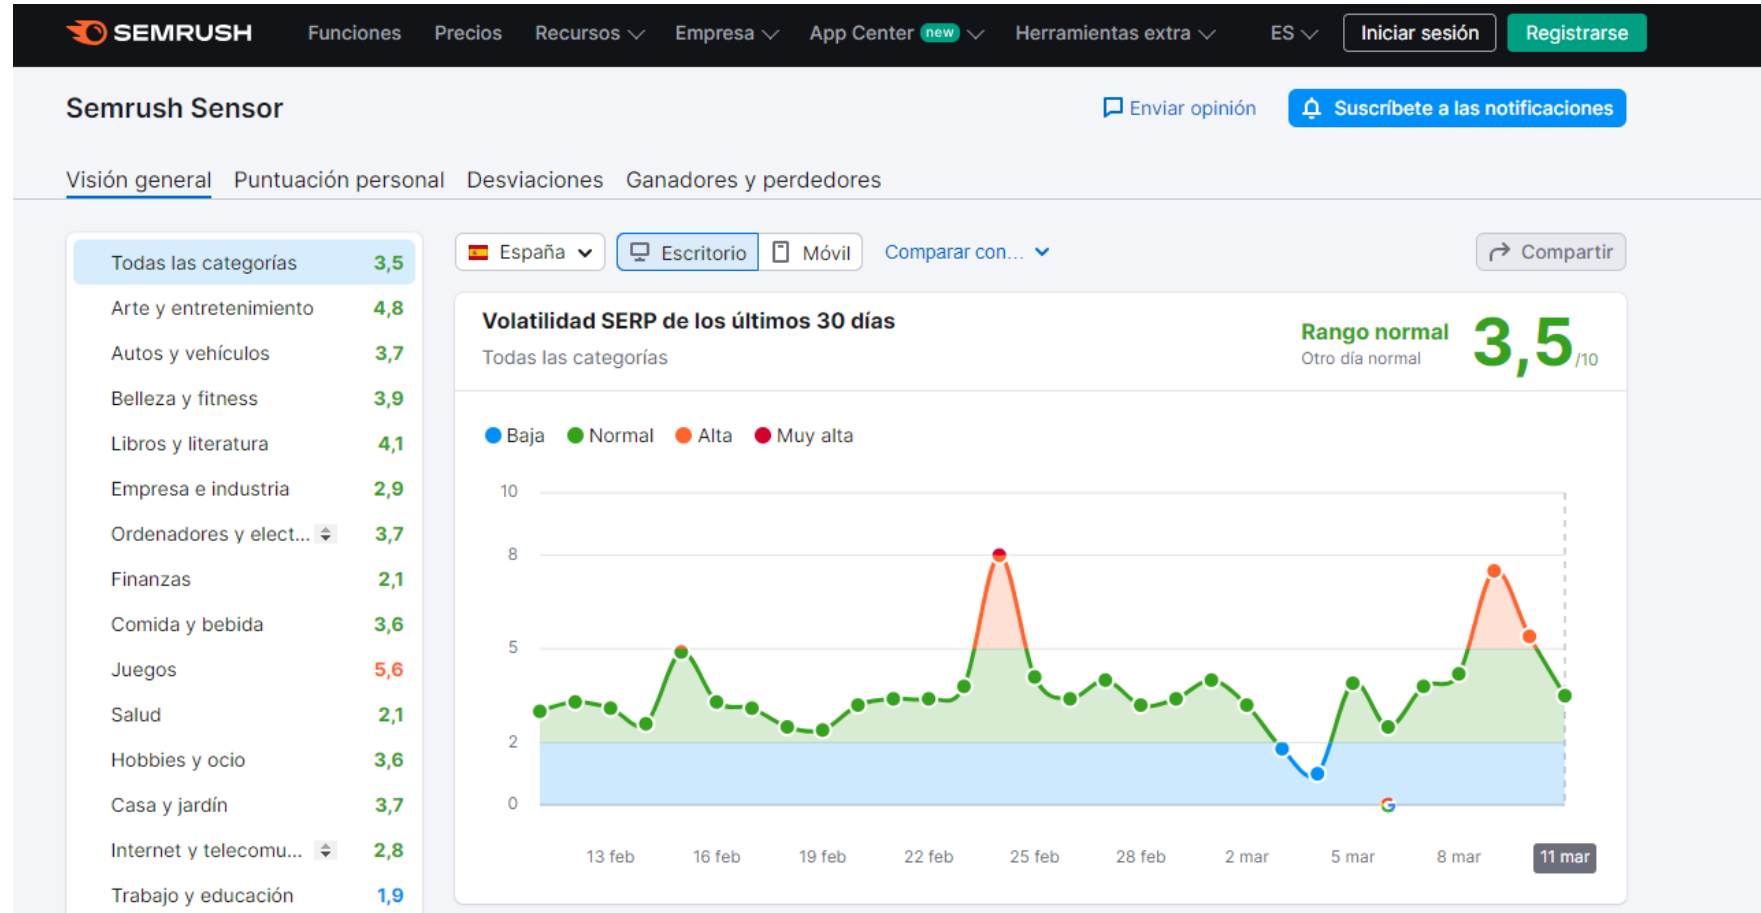 SEMRUSH Funciones Precios Recursos Empresa App Center new Herramientas extra ES Iniciar sesión Registrarse
Semrush Sensor Enviar opinión Suscríbete a las notificaciones
Visión general Puntuación personal Desviaciones Ganadores y perdedores
Todas las categorías 3,5
Arte y entretenimiento 4,8
Autos y vehículos 3,7
Belleza y fitness 3,9
Libros y literatura 4,1
Empresa e industria 2,9
Ordenadores y elect... 3,7
Finanzas 2,1
Comida y bebida 3,6
Juegos 5,6
Salud 2,1
Hobbies y ocio 3,6
Casa y jardín 3,7
Internet y telecomu... 2,8
Trabajo y educación 1,9
España Escritorio Móvil Comparar con... Compartir
Volatilidad SERP de los últimos 30 días
Todas las categorías
Rango normal
Otro día normal
3,5/10
Baja Normal Alta Muy alta
10
8
5
2
0
G
13 feb 16 feb 19 feb 22 feb 25 feb 28 feb 2 mar 5 mar 8 mar 11 mar